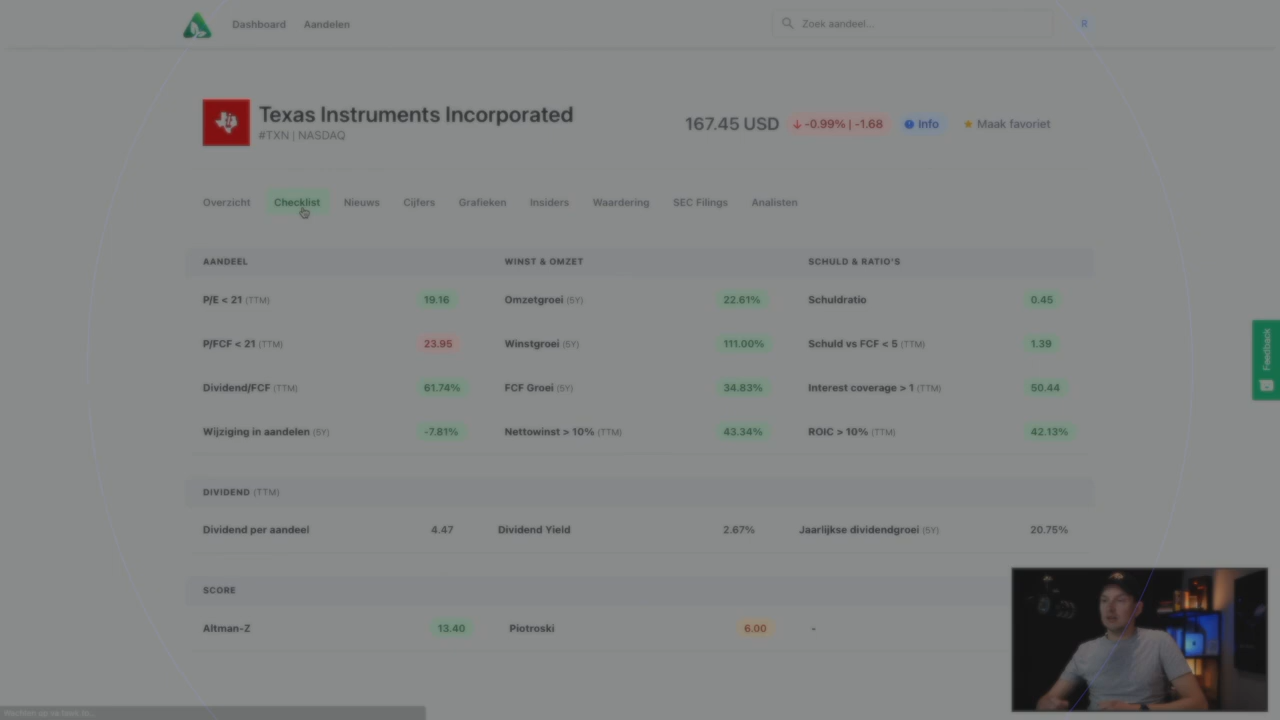 Dashboard Aandelen Zoek aandeel... R
Texas Instruments Incorporated
#TXN | NASDAQ
167.45 USD -0.99% | -1.68 Info Maak favoriet
Overzicht Checklist Nieuws Cijfers Grafieken Insiders Waardering SEC Filings Analisten
AANDEEL WINST & OMZET SCHULD & RATIO'S
P/E < 21 (TTM) 19.16 Omzetgroei (5Y) 22.61% Schuldratio 0.45
P/FCF < 21 (TTM) 23.95 Winstgroei (5Y) 111.00% Schuld vs FCF < 5 (TTM) 1.39
Dividend/FCF (TTM) 61.74% FCF Groei (5Y) 34.83% Interest coverage > 1 (TTM) 50.44
Wijziging in aandelen (5Y) -7.81% Nettowinst > 10% (TTM) 43.34% ROIC > 10% (TTM) 42.13%
DIVIDEND (TTM)
Dividend per aandeel 4.47 Dividend Yield 2.67% Jaarlijkse dividendgroei (5Y) 20.75%
SCORE
Altman-Z 13.40 Piotroski 6.00 -
Feedback
Wachten op